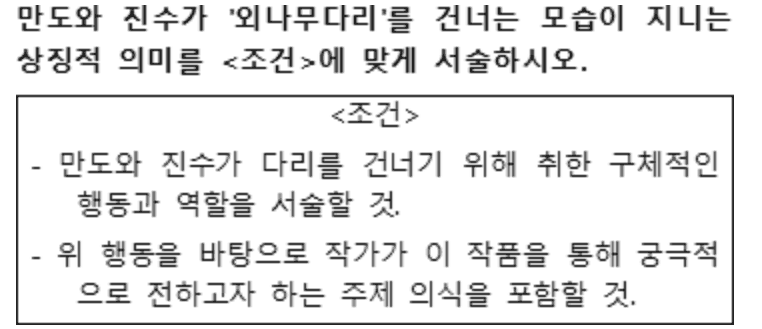 만도와 진수가 '외나무다리'를 건너는 모습이 지니는
상징적 의미를 <조건>에 맞게 서술하시오.
<조건>
- 만도와 진수가 다리를 건너기 위해 취한 구체적인
행동과 역할을 서술할 것.
- 위 행동을 바탕으로 작가가 이 작품을 통해 궁극적
으로 전하고자 하는 주제 의식을 포함할 것.